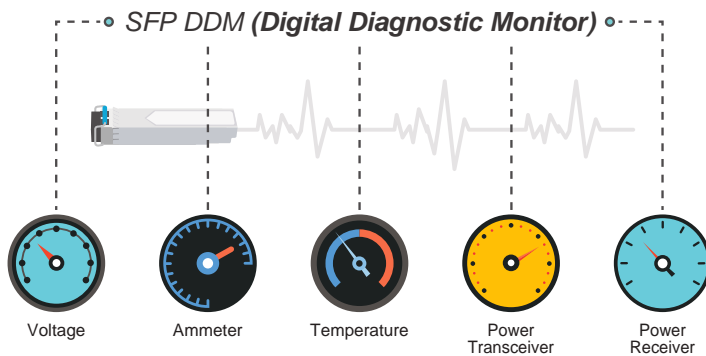 SFP DDM (Digital Diagnostic Monitor)
Voltage
Ammeter
Temperature
Power
Transceiver
Power
Receiver